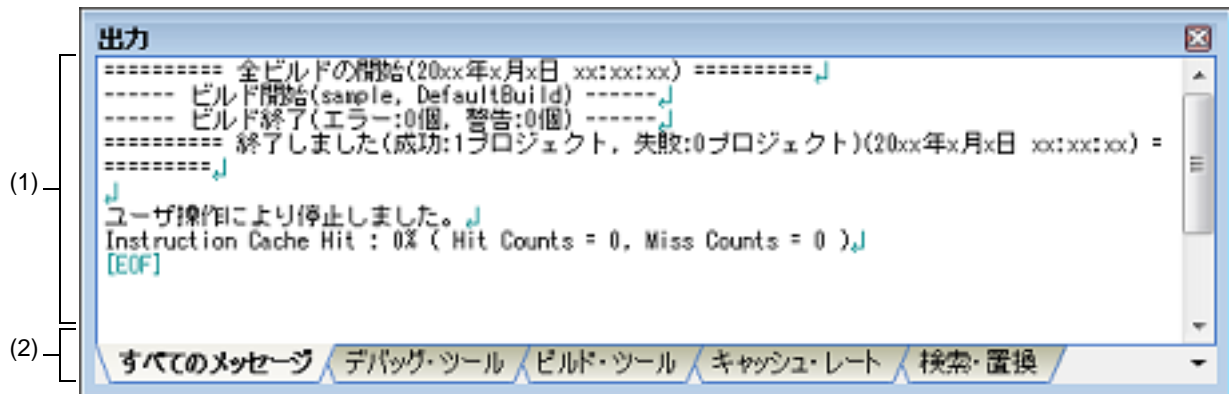 出力
========== 全ビルドの開始(20xx年x月x日 xx:xx:xx) ==========↲
------ ビルド開始(sample, DefaultBuild) ------↲
------ ビルド終了(エラー:0個, 警告:0個) ------↲
========== 終了しました(成功:1プロジェクト, 失敗:0プロジェクト)(20xx年x月x日 xx:xx:xx) =
=========↲
↲
(1)
ユーザ操作により停止しました。↲
Instruction Cache Hit : 0% ( Hit Counts = 0, Miss Counts = 0 )↲
[EOF]
(2)
すべてのメッセージ デバッグ・ツール ビルド・ツール キャッシュ・レート 検索・置換